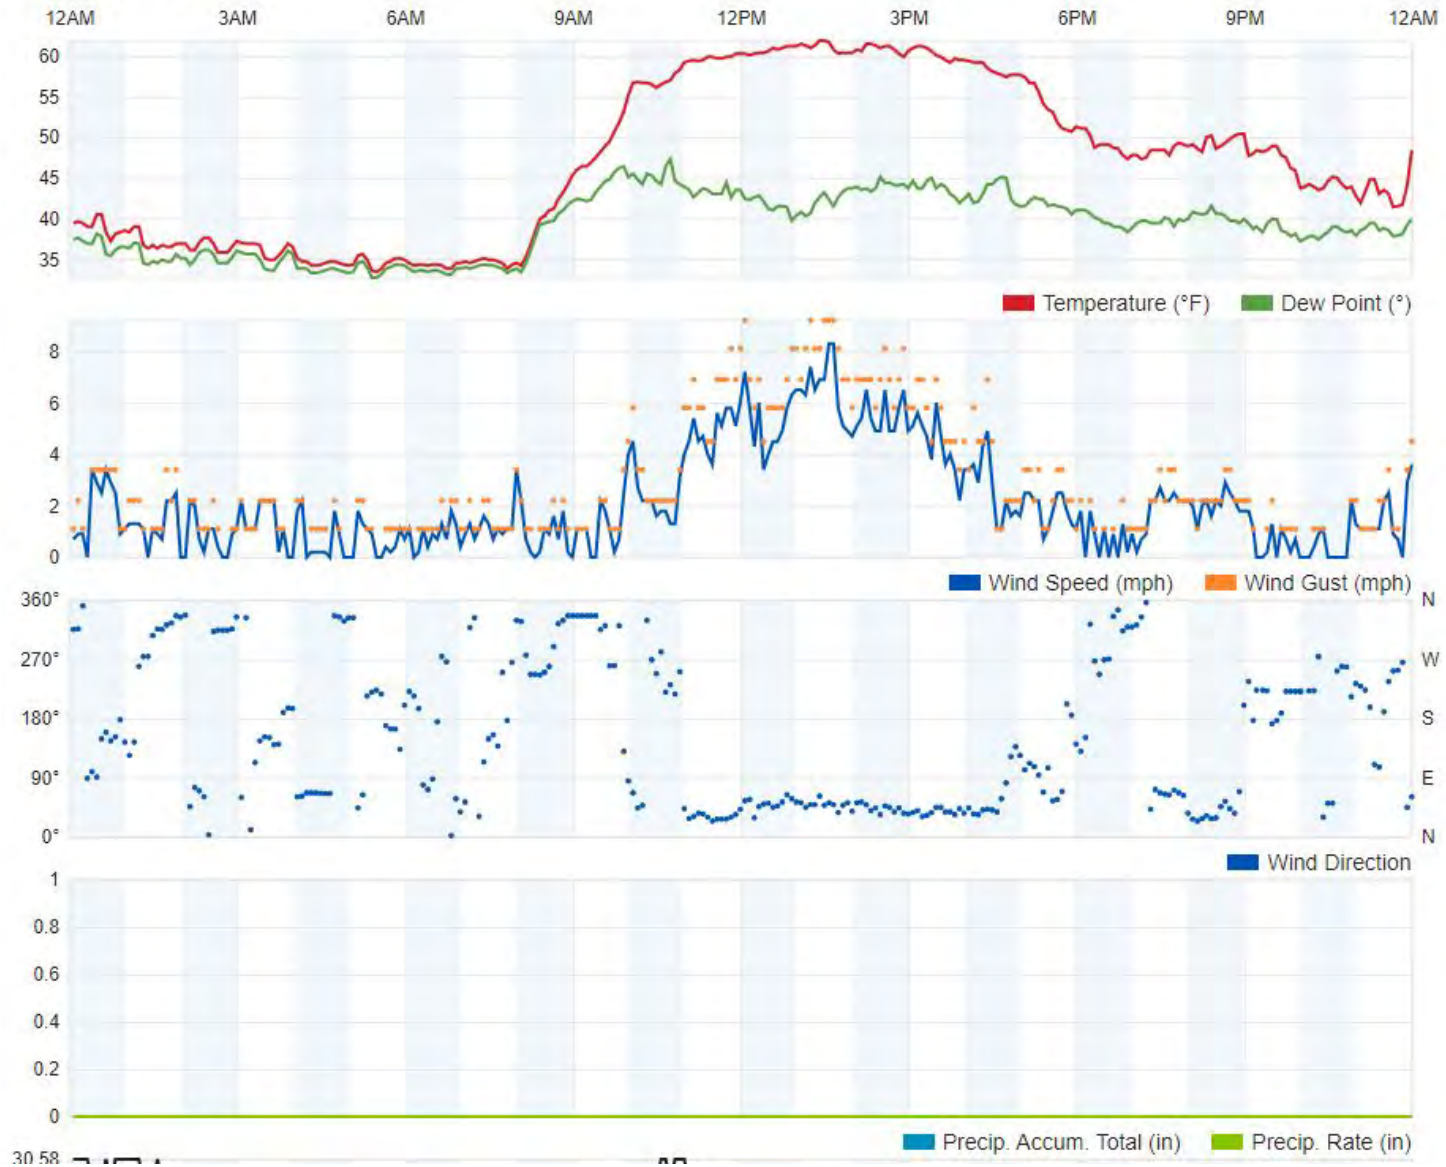 12AM 3AM 6AM 9AM 12PM 3PM 6PM 9PM 12AM
60
55
50
45
40
35
Temperature (°F) Dew Point (°)
8
6
4
2
0
Wind Speed (mph) Wind Gust (mph)
360° N
270° W
180° S
90° E
0° N
Wind Direction
1
0.8
0.6
0.4
0.2
0
Precip. Accum. Total (in) Precip. Rate (in)
30.58